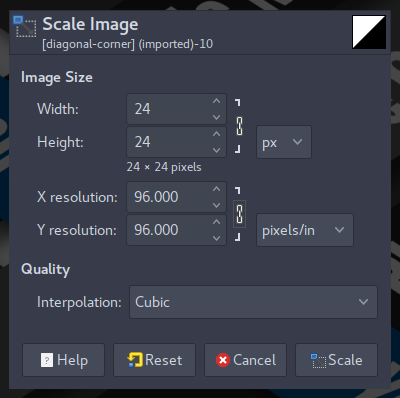 Scale Image
[diagonal-corner] (imported)-10
Image Size
Width: 24
Height: 24 px
24 × 24 pixels
X resolution: 96.000
Y resolution: 96.000 pixels/in
Quality
Interpolation: Cubic
Help Reset Cancel Scale